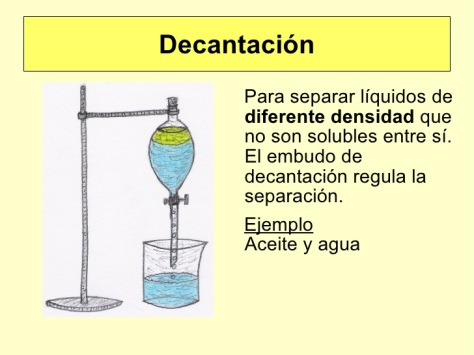 Decantación
Para separar líquidos de
diferente densidad que
no son solubles entre sí.
El embudo de
decantación regula la
separación.
Ejemplo
Aceite y agua